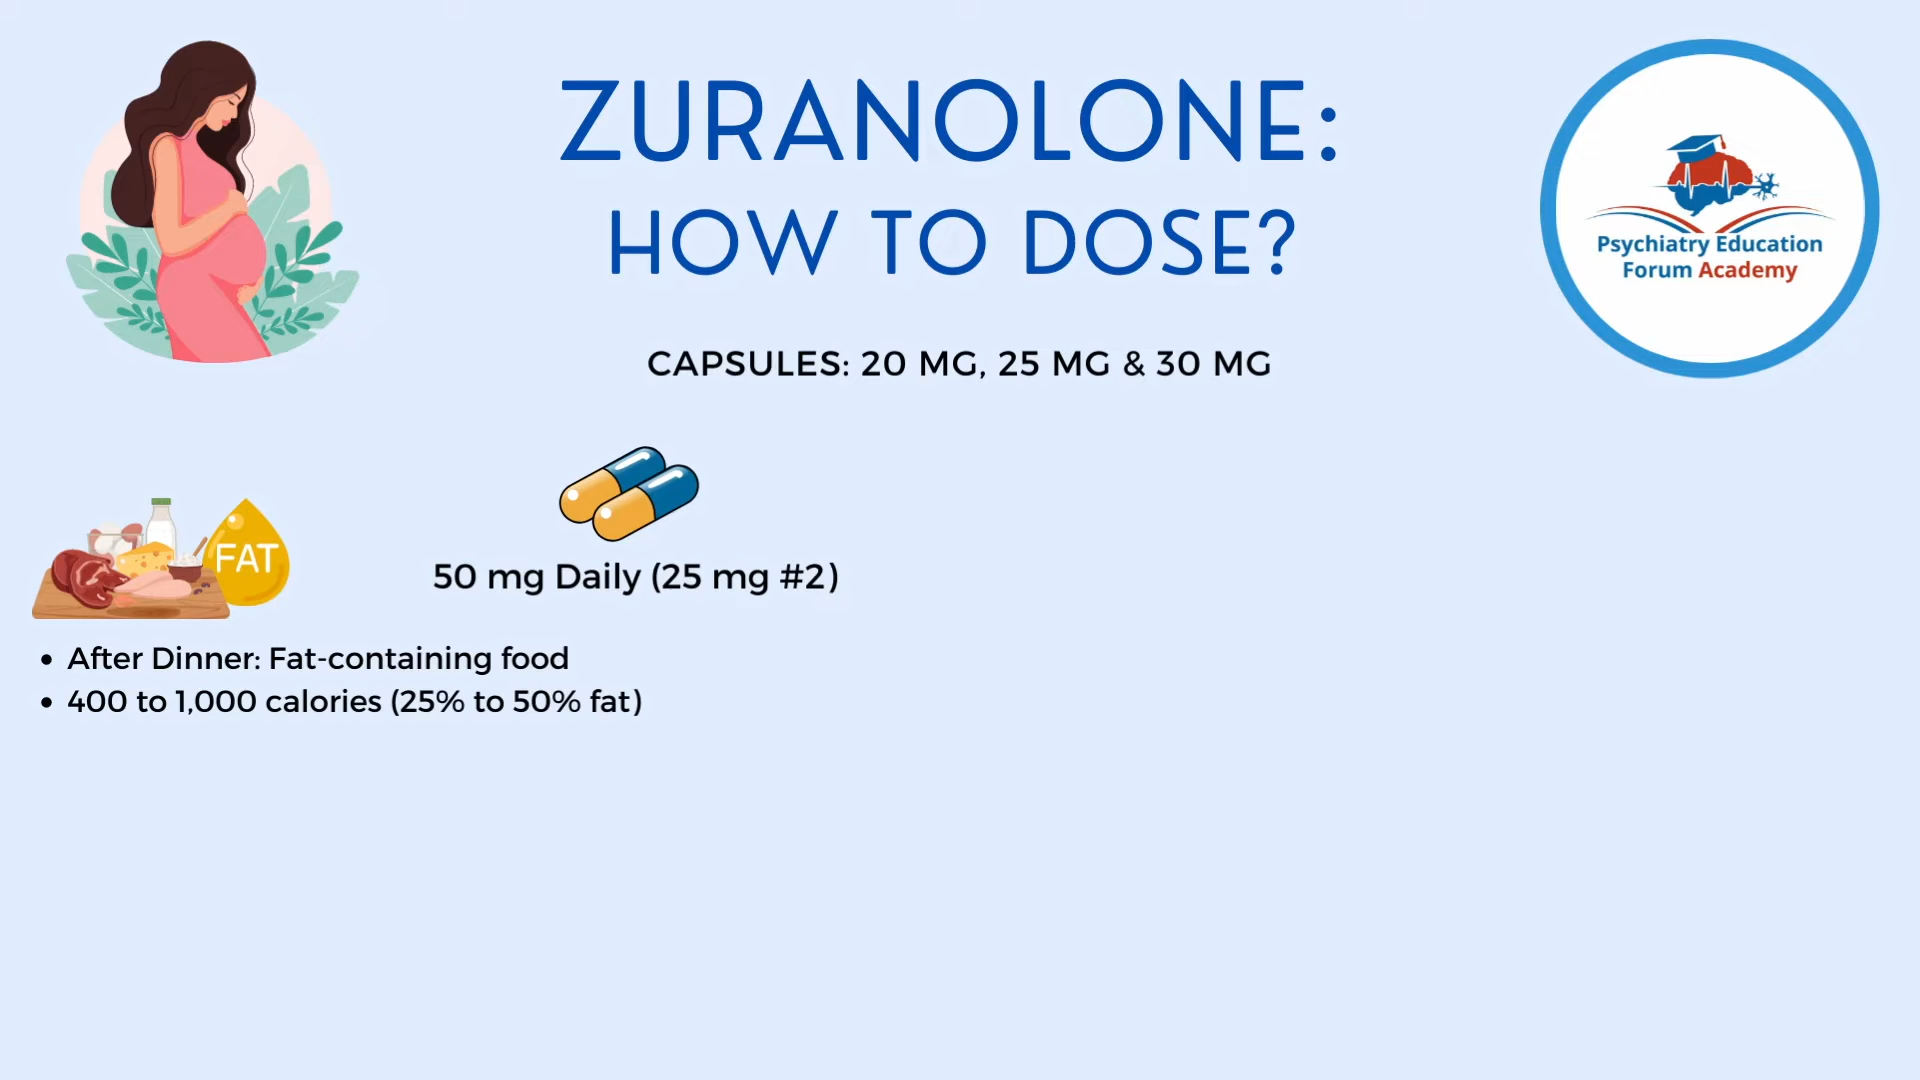 ZURANOLONE:
HOW TO DOSE?
Psychiatry Education
Forum Academy
CAPSULES: 20 MG, 25 MG & 30 MG
FAT
50 mg Daily (25 mg #2)
• After Dinner: Fat-containing food
• 400 to 1,000 calories (25% to 50% fat)